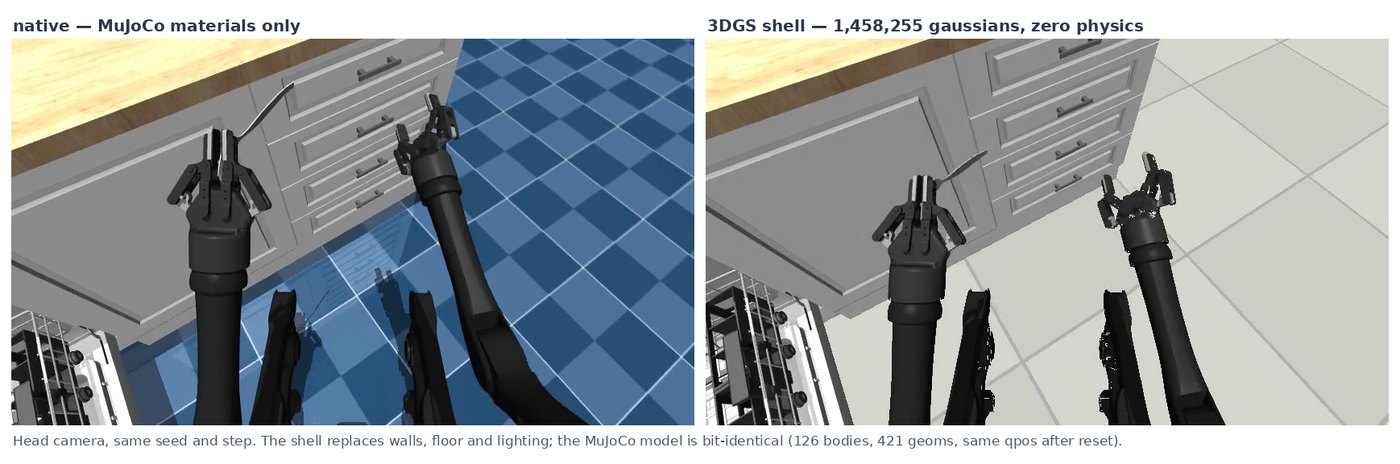 native — MuJoCo materials only
3DGS shell — 1,458,255 gaussians, zero physics
Head camera, same seed and step. The shell replaces walls, floor and lighting; the MuJoCo model is bit-identical (126 bodies, 421 geoms, same qpos after reset).